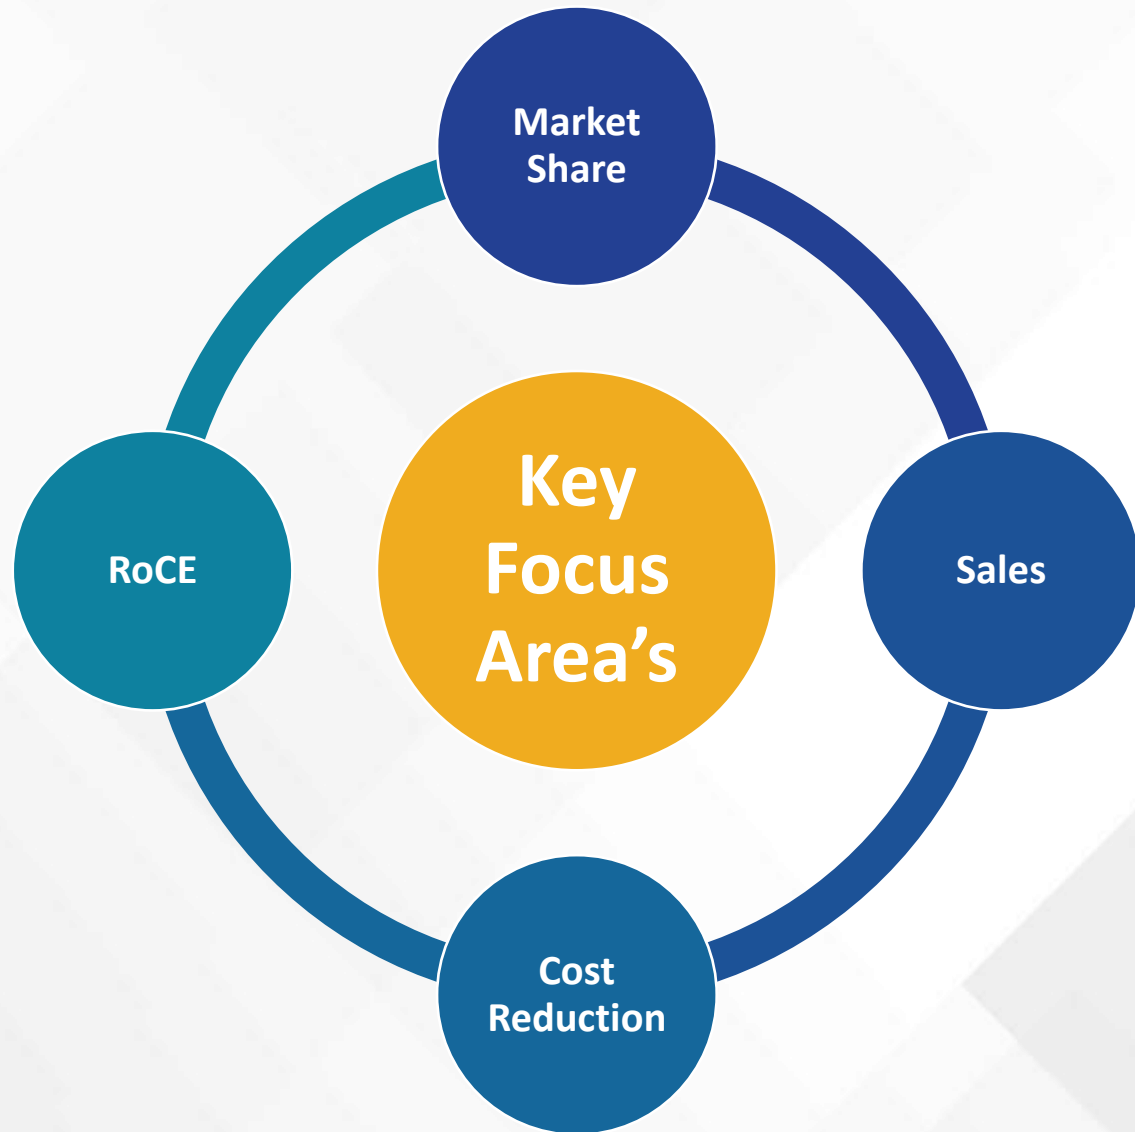 Market
Share
Key
Focus
Area’s
RoCE
Sales
Cost
Reduction